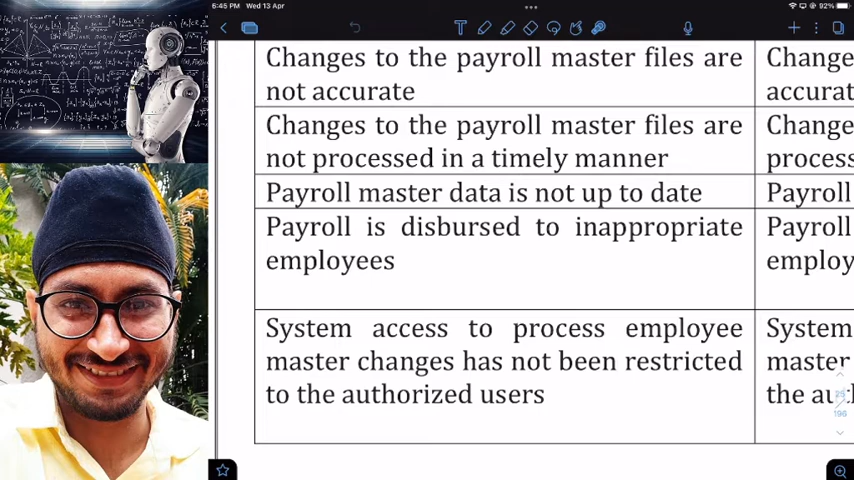 6:45 PM Wed 13 Apr
92%
Changes to the payroll master files are
not accurate
Changes to the payroll master files are
not processed in a timely manner
Payroll master data is not up to date
Payroll is disbursed to inappropriate
employees
System access to process employee
master changes has not been restricted
to the authorized users
Change
accurat
Change
process
Payroll
Payroll
employ
System
master
the aut
25
196